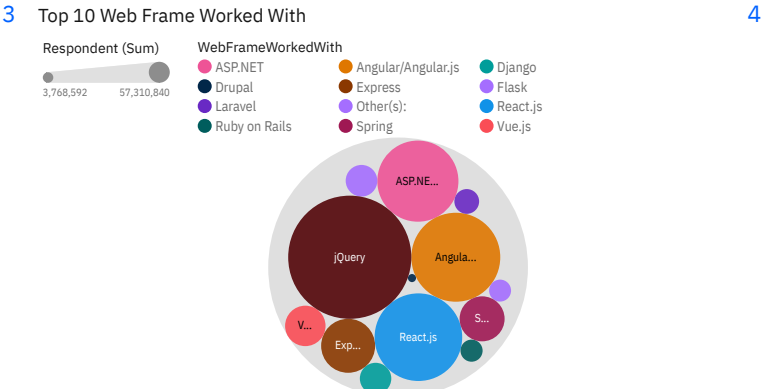 3 Top 10 Web Frame Worked With 4
Respondent (Sum) WebFrameWorkedWith
3,768,592 57,310,840
ASP.NET Angular/Angular.js Django
Drupal Express Flask
Laravel Other(s): React.js
Ruby on Rails Spring Vue.js
ASP.NE...
jQuery Angula...
S...
V... Exp... React.js